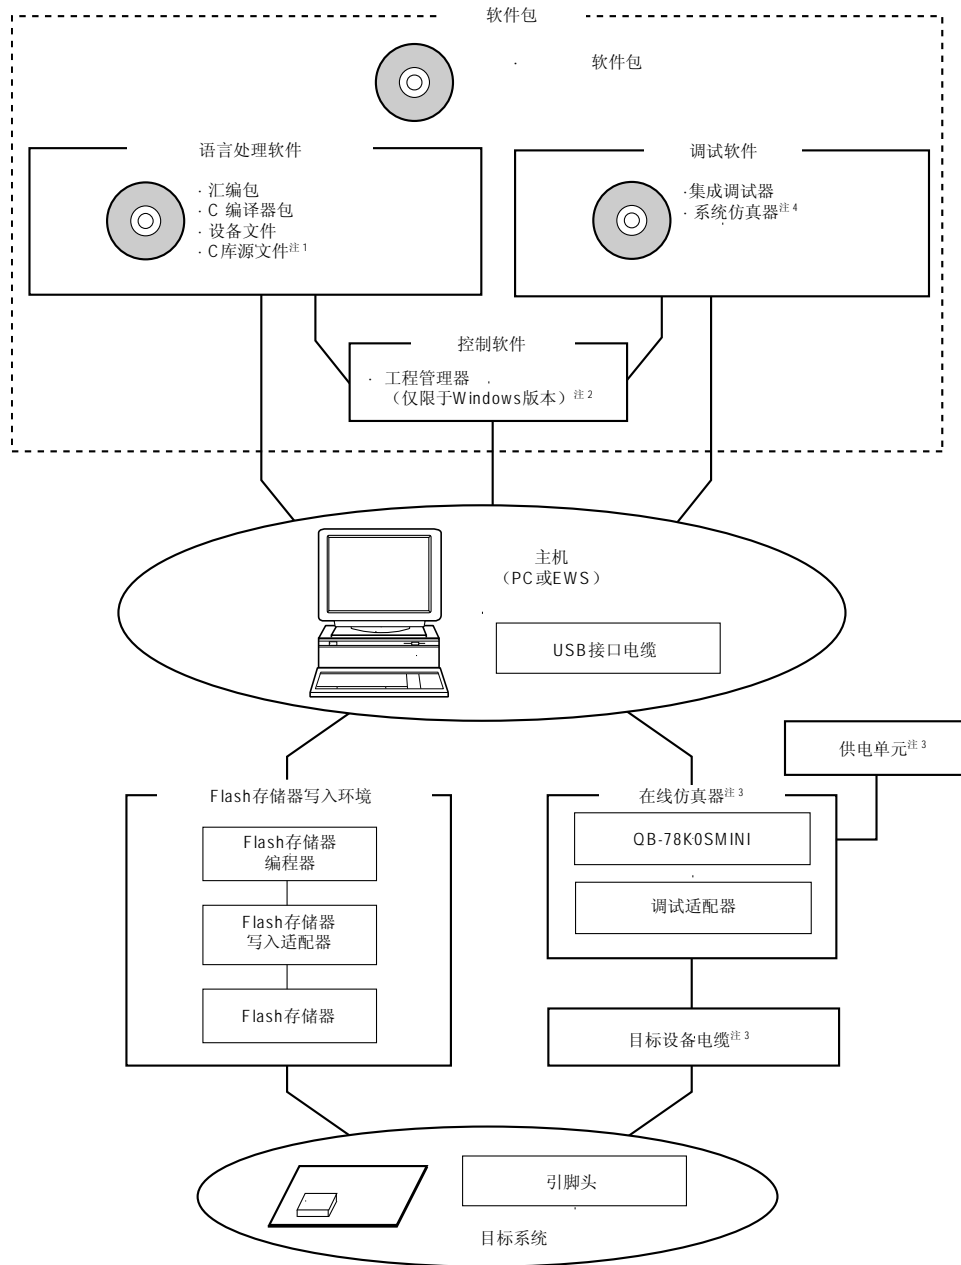 软件包
· 软件包
语言处理软件
· 汇编包
· C 编译器包
· 设备文件
· C库源文件注1
调试软件
·集成调试器
· 系统仿真器注4
控制软件
· 工程管理器
（仅限于Windows版本）注2
主机
（PC或EWS）
USB接口电缆
供电单元注3
Flash存储器写入环境
Flash存储器
编程器
Flash存储器
写入适配器
Flash存储器
在线仿真器注3
QB-78K0SMINI
调试适配器
目标设备电缆注3
引脚头
目标系统